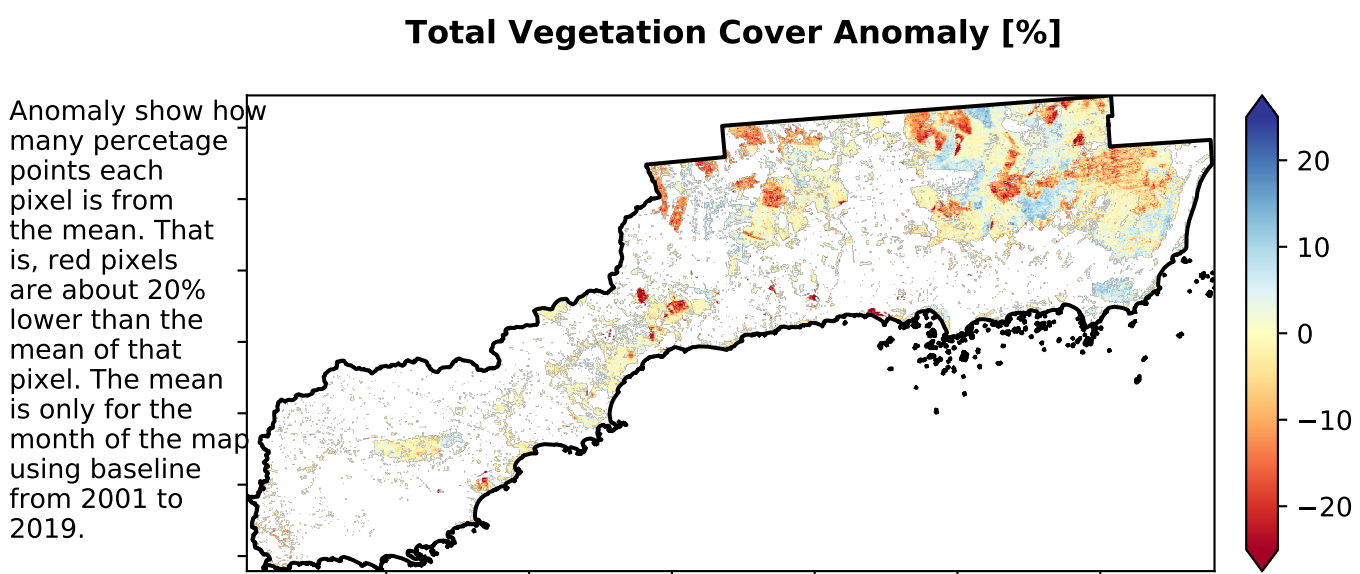 Total Vegetation Cover Anomaly [%]
Anomaly show how
many percetage
points each
pixel is from
the mean. That
is, red pixels
are about 20%
lower than the
mean of that
pixel. The mean
is only for the
month of the map
using baseline
from 2001 to
2019.
20
10
0
−10
−20